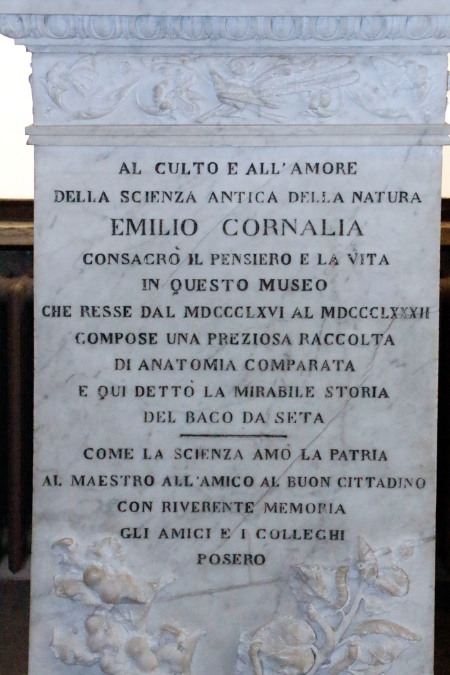 AL CULTO E ALL'AMORE
DELLA SCIENZA ANTICA DELLA NATURA
EMILIO CORNALIA
CONSACRÒ IL PENSIERO E LA VITA
IN QUESTO MUSEO
CHE RESSE DAL MDCCCLXVI AL MDCCCLXXXII
COMPOSE UNA PREZIOSA RACCOLTA
DI ANATOMIA COMPARATA
E QUI DETTÒ LA MIRABILE STORIA
DEL BACO DA SETA
COME LA SCIENZA AMÒ LA PATRIA
AL MAESTRO ALL'AMICO AL BUON CITTADINO
CON RIVERENTE MEMORIA
GLI AMICI E I COLLEGHI
POSERO